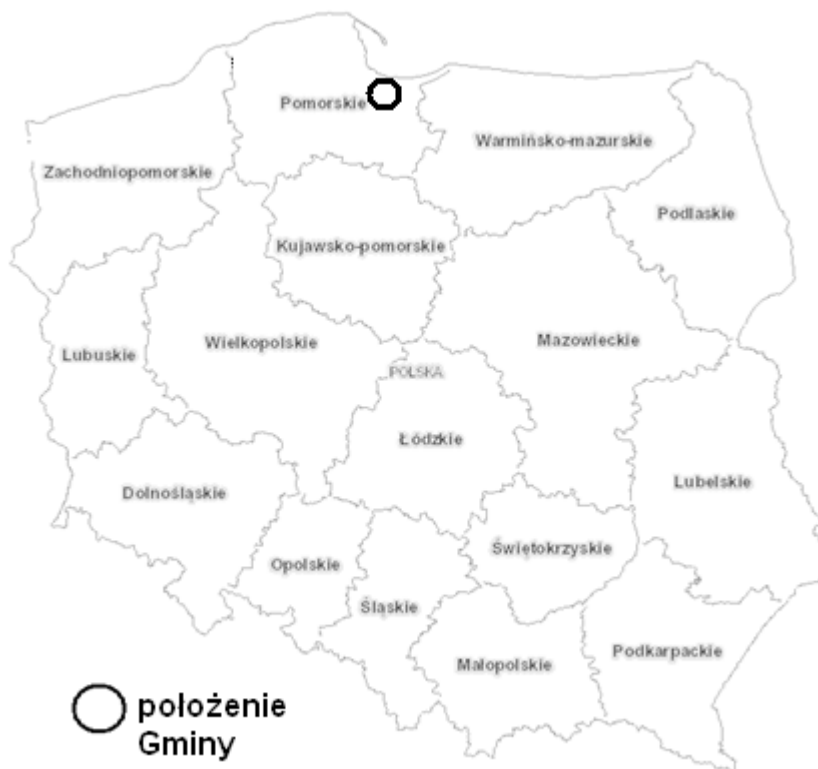 Pomorskie
Warmińsko-mazurskie
Zachodniopomorskie
Podlaskie
Kujawsko-pomorskie
Wielkopolskie
Mazowieckie
Lubuskie
POLSKA
Łódzkie
Lubelskie
Dolnośląskie
Świętokrzyskie
Opolskie
Śląskie
Podkarpackie
Małopolskie
położenie
Gminy